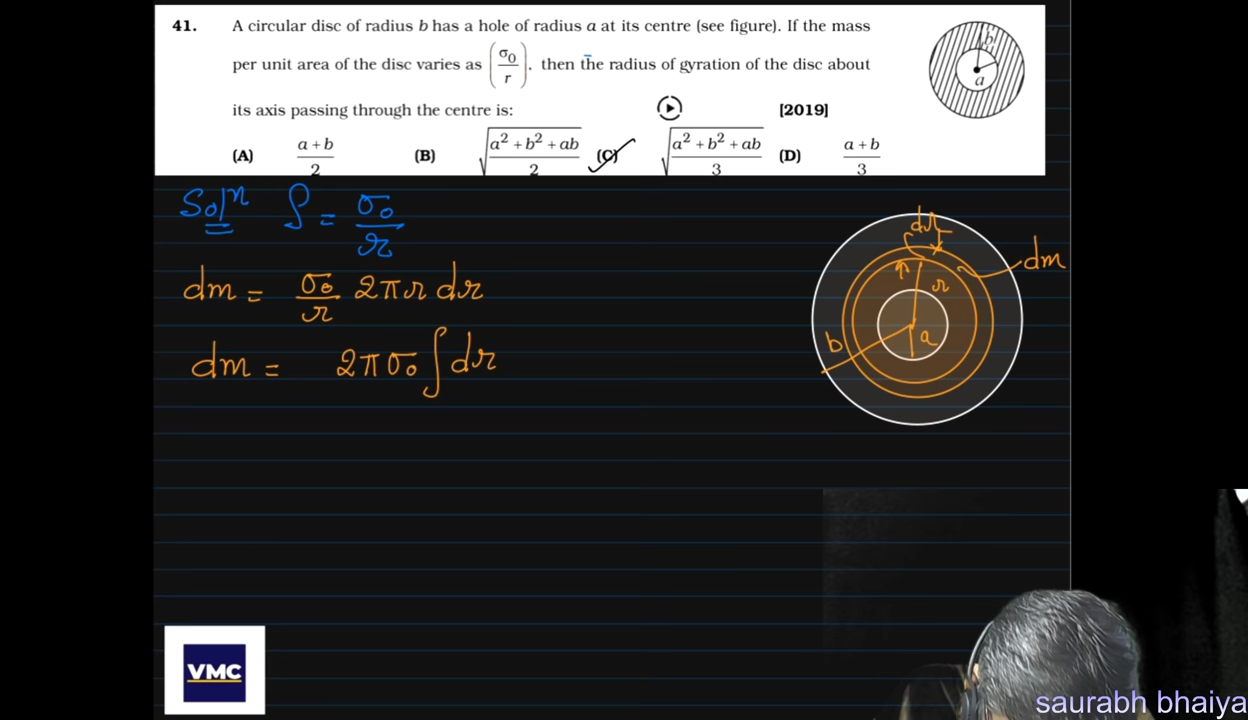 41. A circular disc of radius b has a hole of radius a at its centre (see figure). If the mass
per unit area of the disc varies as (σ₀/r), then the radius of gyration of the disc about
its axis passing through the centre is: [2019]
(A) a + b / 2 (B) √(a² + b² + ab / 2) (C) √(a² + b² + ab / 3) (D) a + b / 3
b
a
Solⁿ ρ = σ₀/r
dm = σ₀/r 2πr dr
dm = 2πσ₀ ∫dr
dr
dm
r
b
a
VMC
saurabh bhaiya